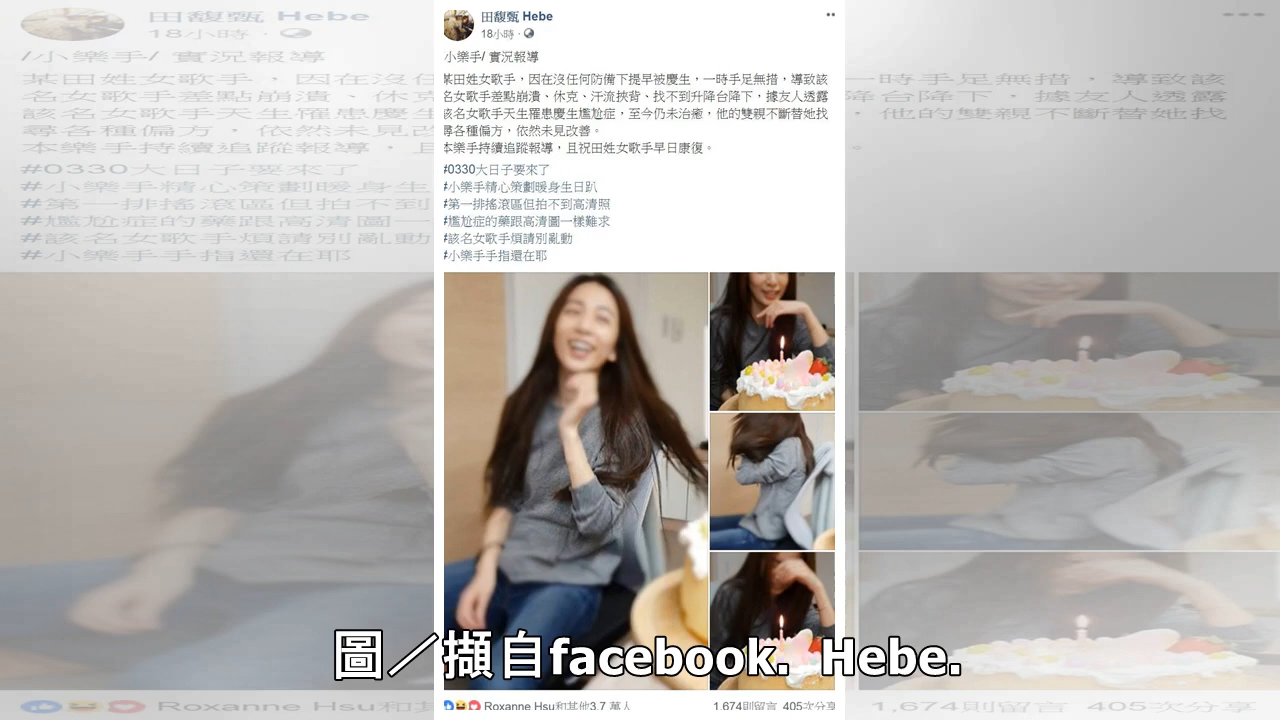 田馥甄 Hebe
18小時 ·
小樂手/ 實況報導
某田姓女歌手，因在沒任何防備下提早被慶生，一時手足無措，導致該
名女歌手差點崩潰、休克、汗流挾背、找不到升降台降下，據友人透露
該名女歌手天生罹患慶生尷尬症，至今仍未治癒，他的雙親不斷替她找
尋各種偏方，依然未見改善。
本樂手持續追蹤報導，且祝田姓女歌手早日康復。
#0330大日子要來了
#小樂手精心策劃暖身生日趴
#第一排搖滾區但拍不到高清照
#尷尬症的藥跟高清圖一樣難求
#該名女歌手煩請別亂動
#小樂手手指還在耶
圖／擷自facebook. Hebe.
Roxanne Hsu和其他3.7 萬人
1,674則留言 405次分享